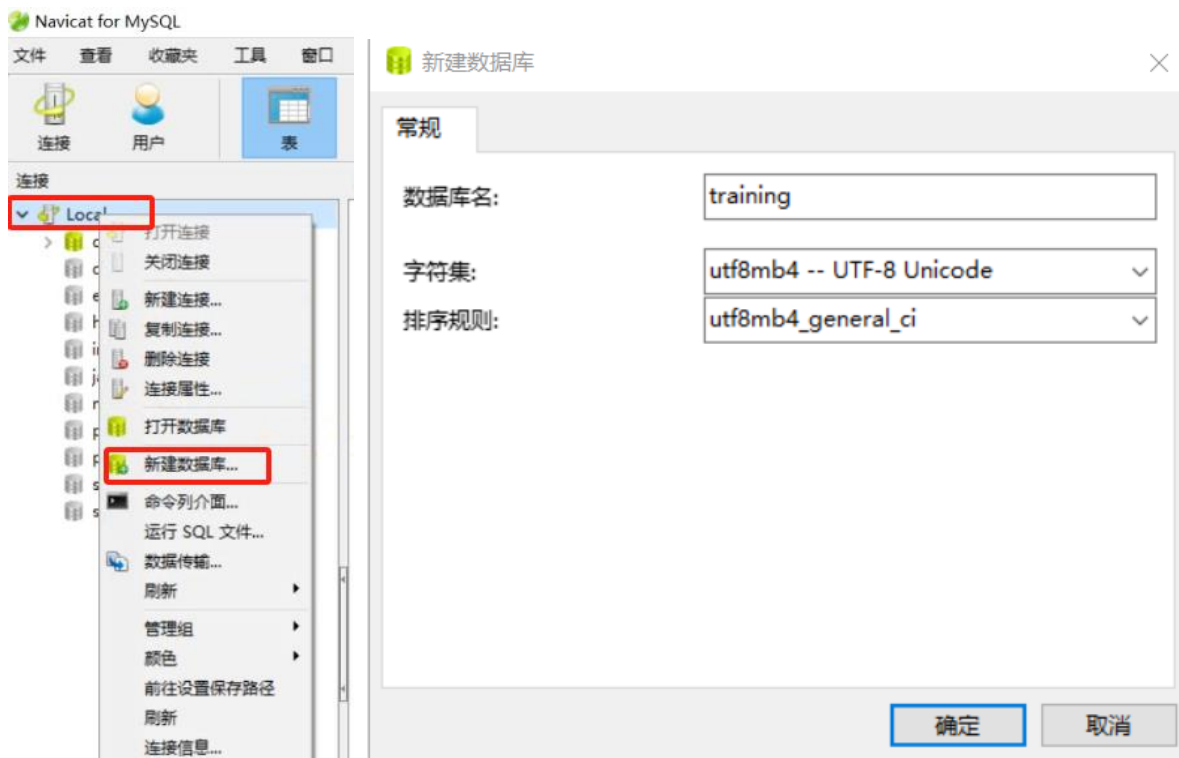 Navicat for MySQL
文件 查看 收藏夹 工具 窗口
连接 用户 表
连接
Local
打开连接
关闭连接
新建连接...
复制连接...
删除连接
连接属性...
打开数据库
新建数据库...
命令列介面...
运行 SQL 文件...
数据传输...
刷新
管理组
颜色
前往设置保存路径
刷新
连接信息...
新建数据库
常规
数据库名: training
字符集: utf8mb4 -- UTF-8 Unicode
排序规则: utf8mb4_general_ci
确定 取消